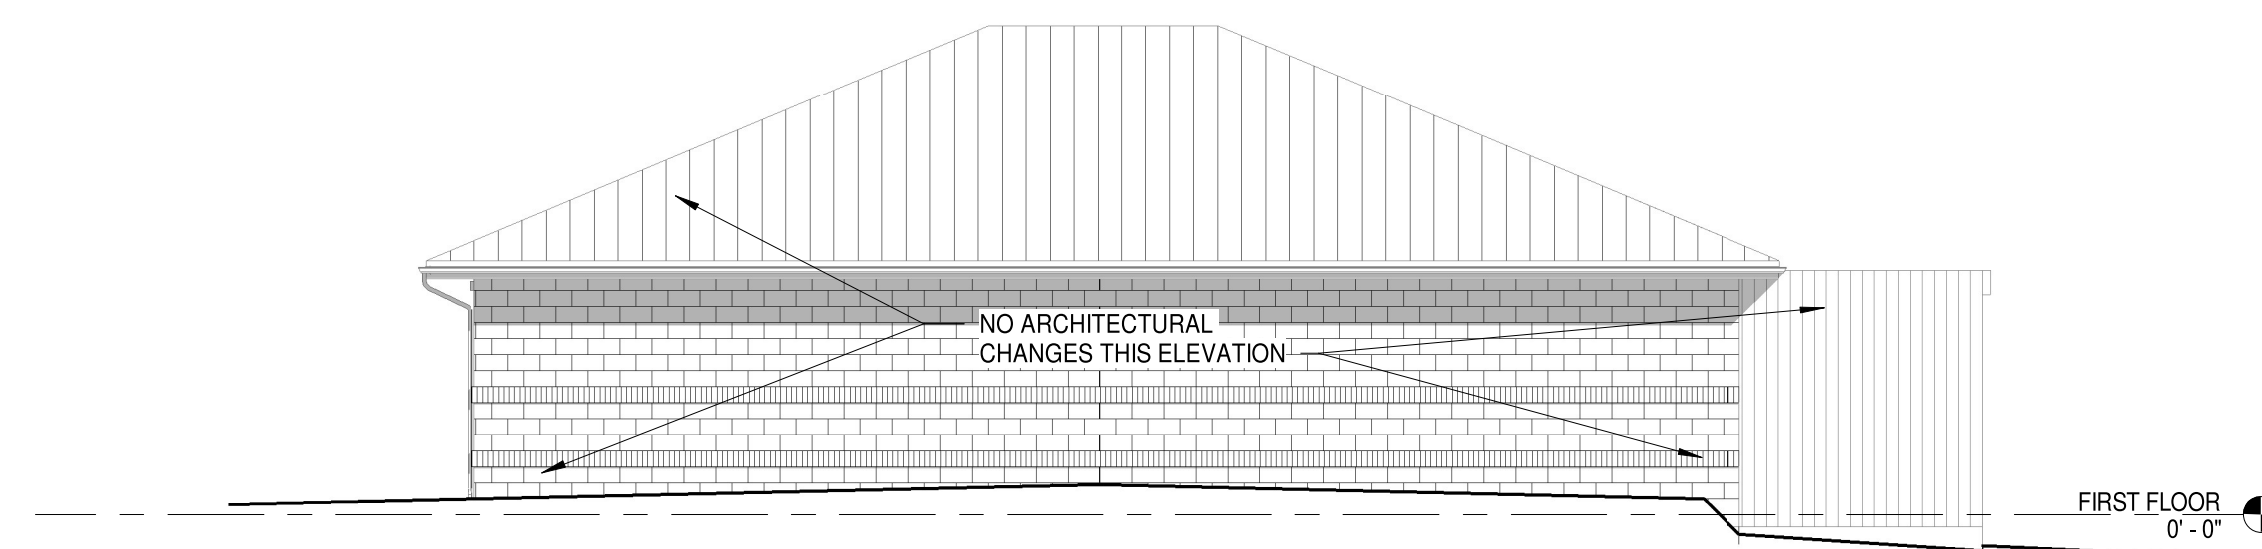 NO ARCHITECTURAL
CHANGES THIS ELEVATION
FIRST FLOOR
0' - 0"